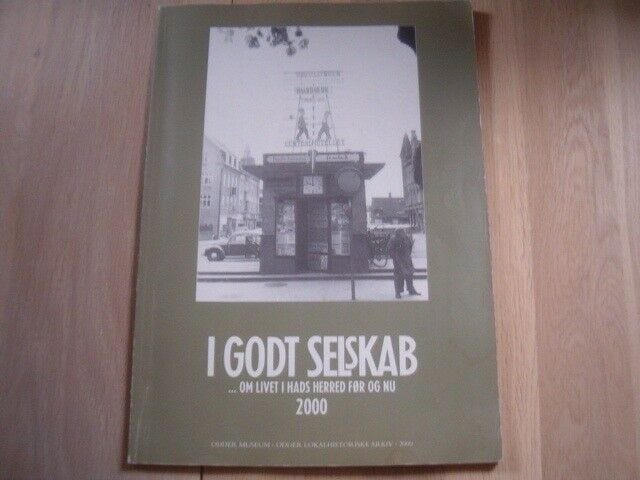 I GODT SELSKAB
... OM LIVET I HADS HERRED FØR OG NU
2000
ODDER MUSEUM · ODDER LOKALHISTORISKE ARKIV · 2000